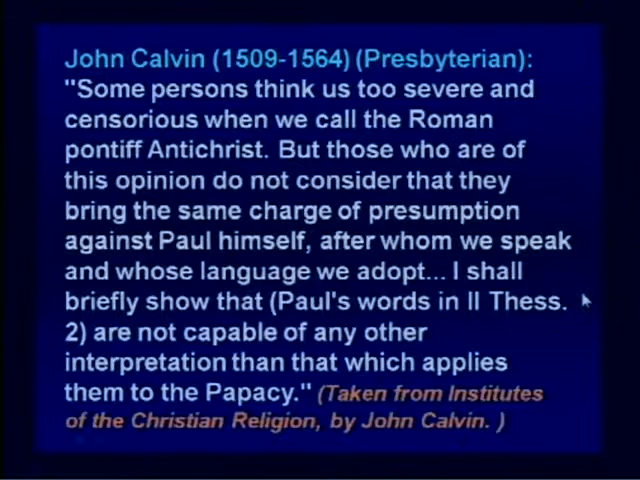 John Calvin (1509-1564) (Presbyterian):
"Some persons think us too severe and
censorious when we call the Roman
pontiff Antichrist. But those who are of
this opinion do not consider that they
bring the same charge of presumption
against Paul himself, after whom we speak
and whose language we adopt... I shall
briefly show that (Paul's words in II Thess.
2) are not capable of any other
interpretation than that which applies
them to the Papacy." (Taken from Institutes
of the Christian Religion, by John Calvin. )